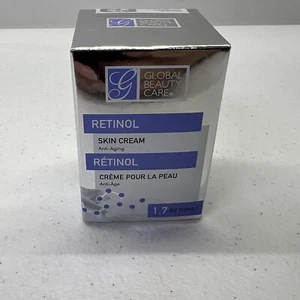 G
GLOBAL
BEAUTY
CARE®
RETINOL
SKIN CREAM
Anti-Aging
RÉTINOL
CRÈME POUR LA PEAU
Anti-Âge